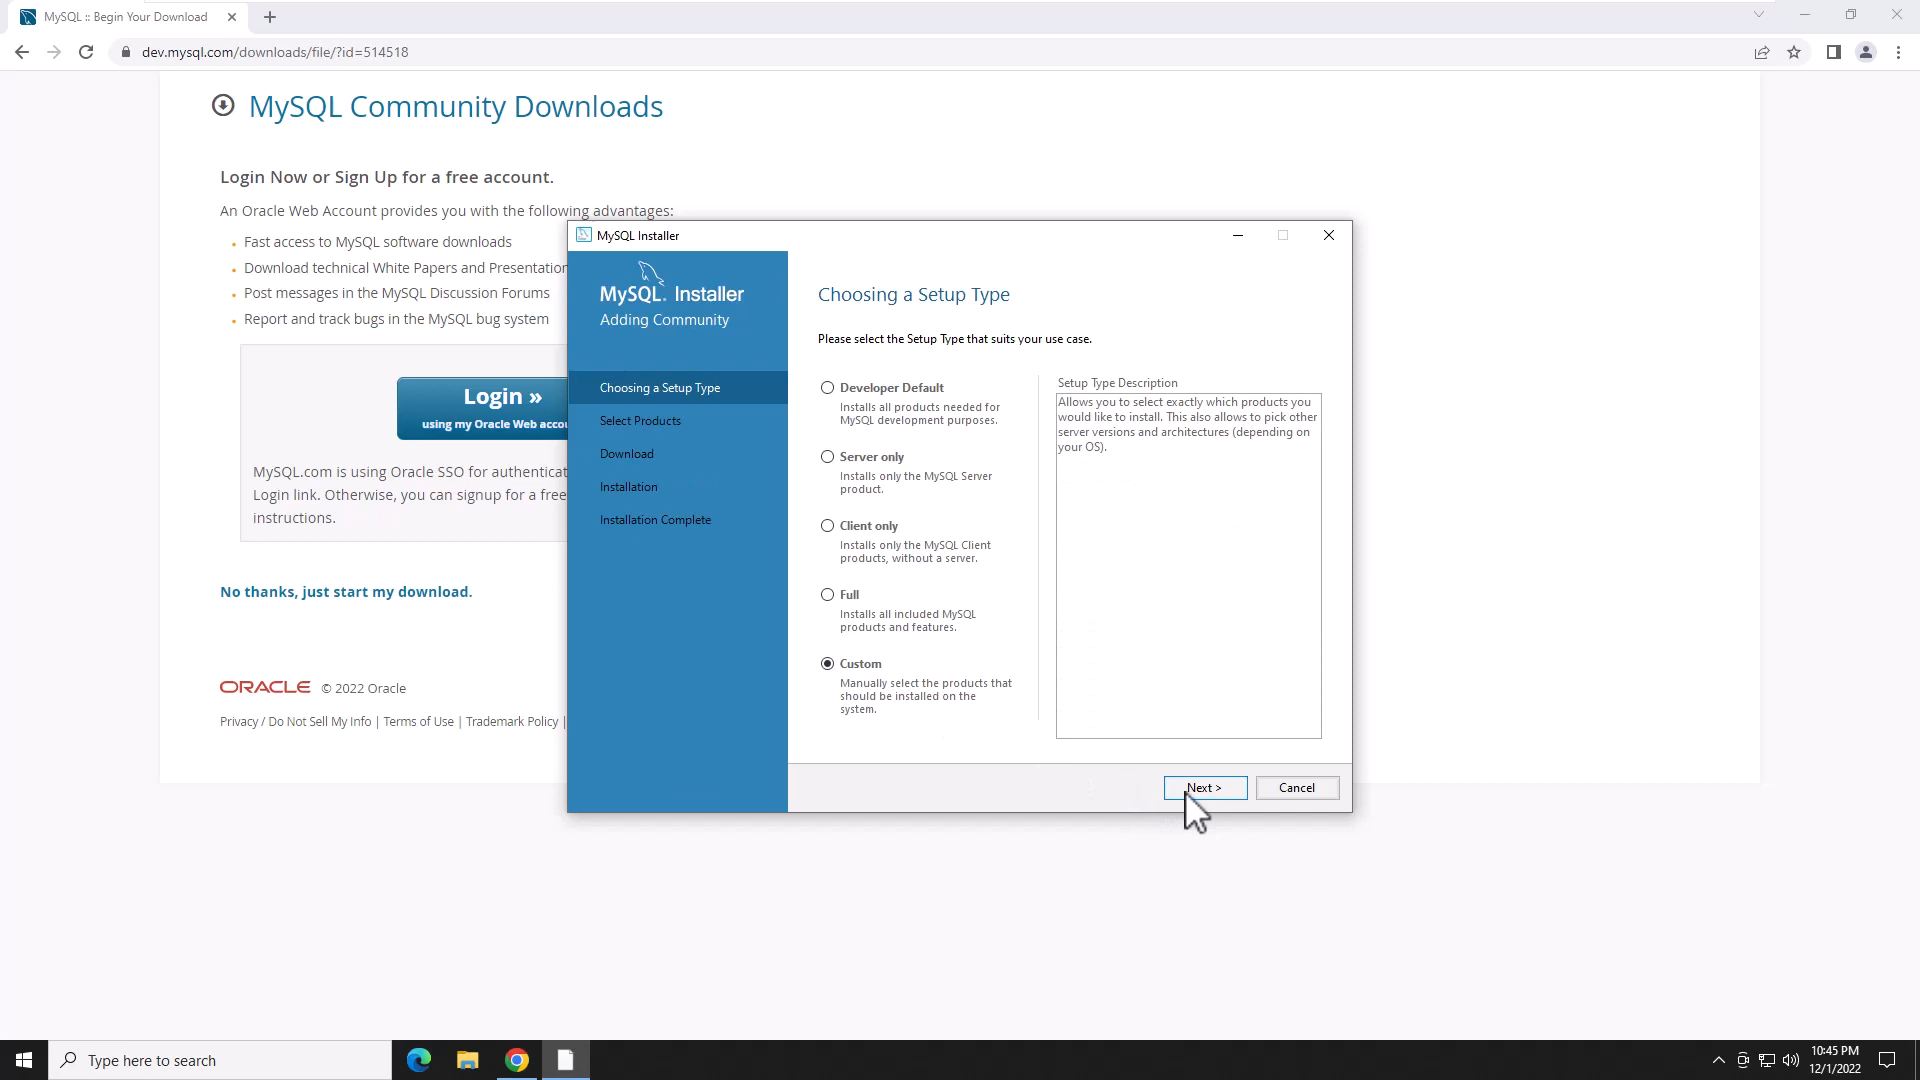 MySQL :: Begin Your Download
dev.mysql.com/downloads/file/?id=514518
MySQL Community Downloads
Login Now or Sign Up for a free account.
An Oracle Web Account provides you with the following advantages:
Fast access to MySQL software downloads
Download technical White Papers and Presentation
Post messages in the MySQL Discussion Forums
Report and track bugs in the MySQL bug system
Login »
using my Oracle Web accou
MySQL.com is using Oracle SSO for authenticat
Login link. Otherwise, you can signup for a free
instructions.
No thanks, just start my download.
ORACLE © 2022 Oracle
Privacy / Do Not Sell My Info | Terms of Use | Trademark Policy |
MySQL Installer
MySQL. Installer
Adding Community
Choosing a Setup Type
Select Products
Download
Installation
Installation Complete
Choosing a Setup Type
Please select the Setup Type that suits your use case.
Developer Default
Installs all products needed for
MySQL development purposes.
Server only
Installs only the MySQL Server
product.
Client only
Installs only the MySQL Client
products, without a server.
Full
Installs all included MySQL
products and features.
Custom
Manually select the products that
should be installed on the
system.
Setup Type Description
Allows you to select exactly which products you
would like to install. This also allows to pick other
server versions and architectures (depending on
your OS).
Next >
Cancel
Type here to search
10:45 PM
12/1/2022